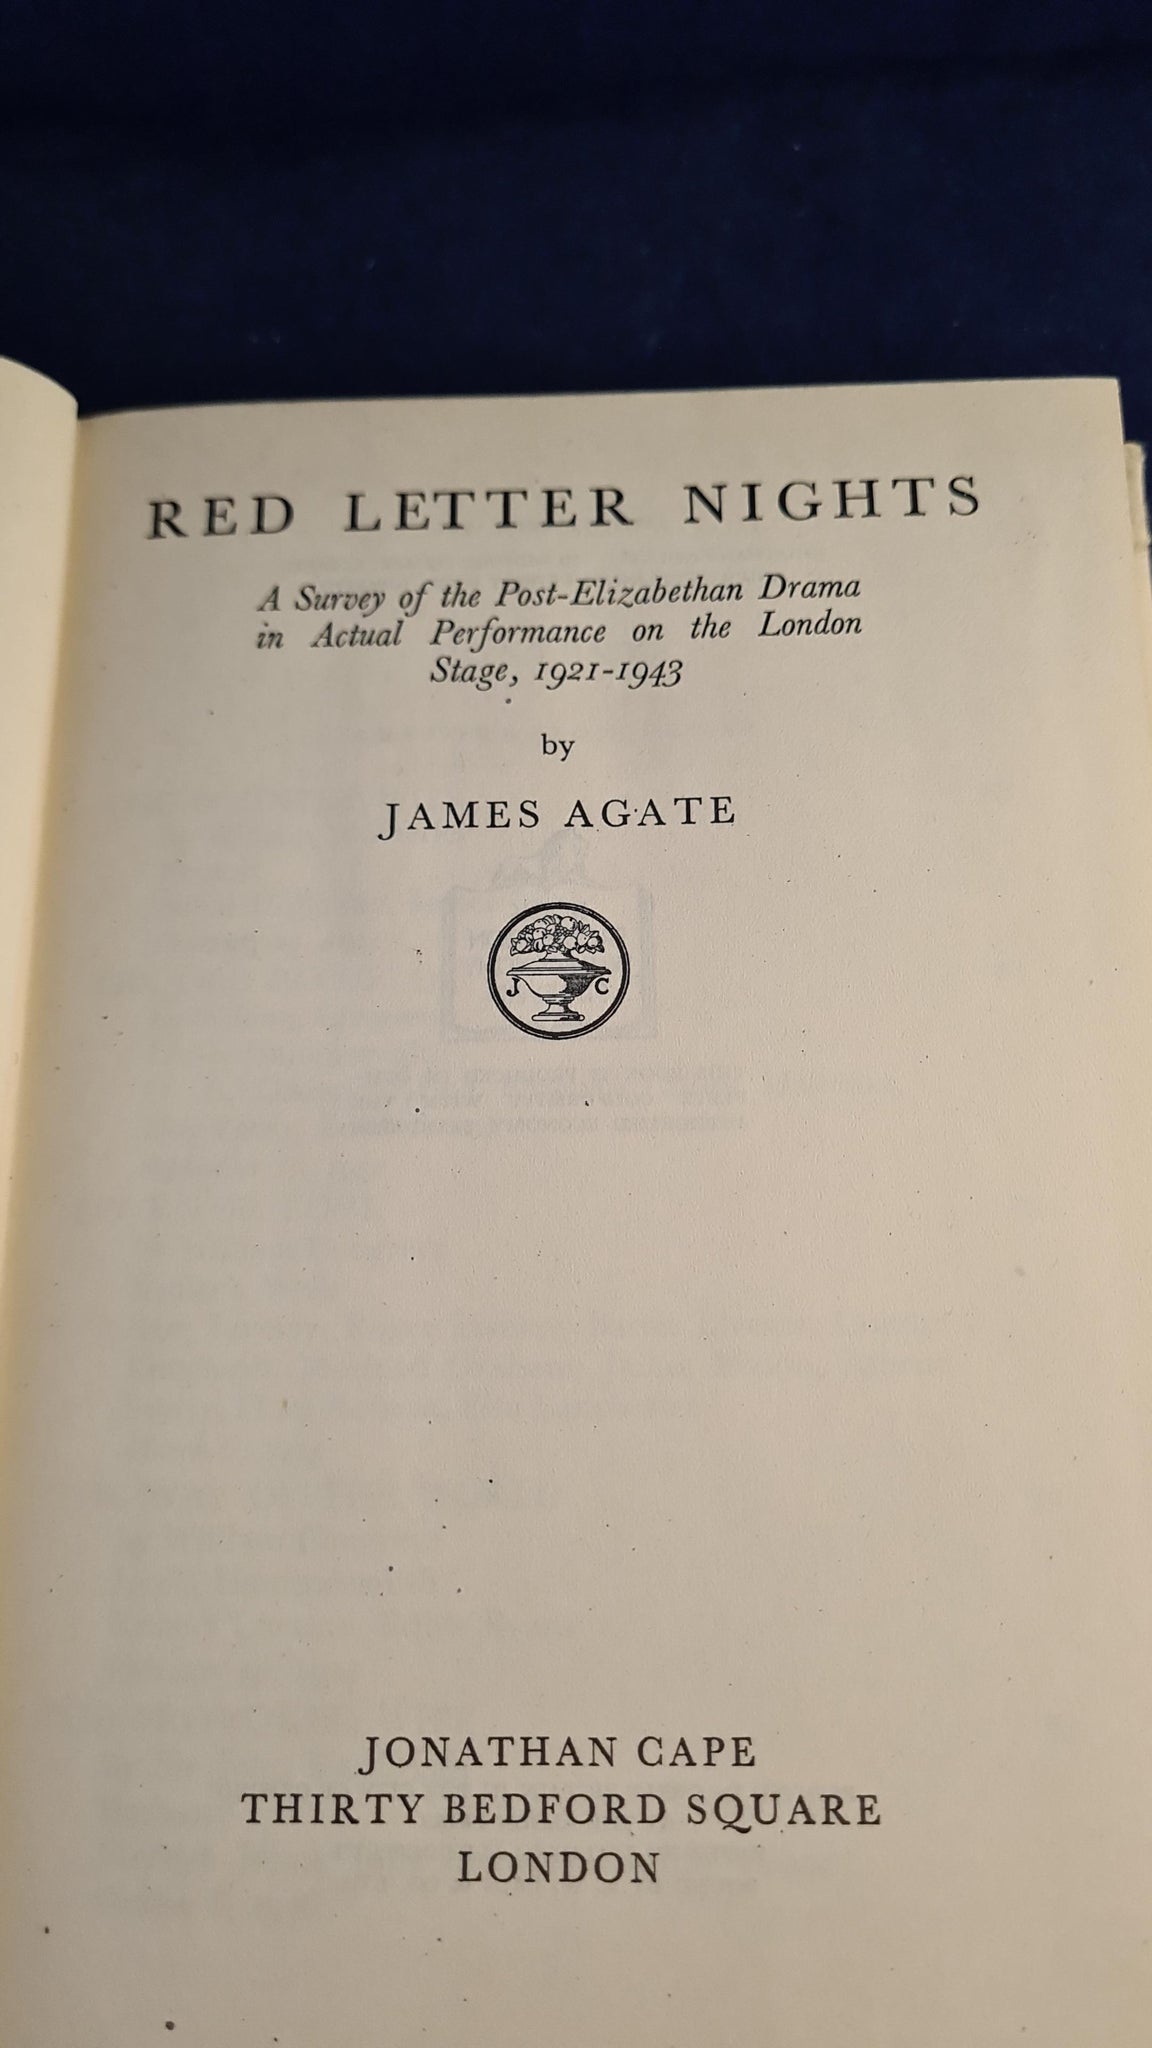 RED LETTER NIGHTS
A Survey of the Post-Elizabethan Drama
in Actual Performance on the London
Stage, 1921-1943
by
JAMES AGATE
J C
JONATHAN CAPE
THIRTY BEDFORD SQUARE
LONDON